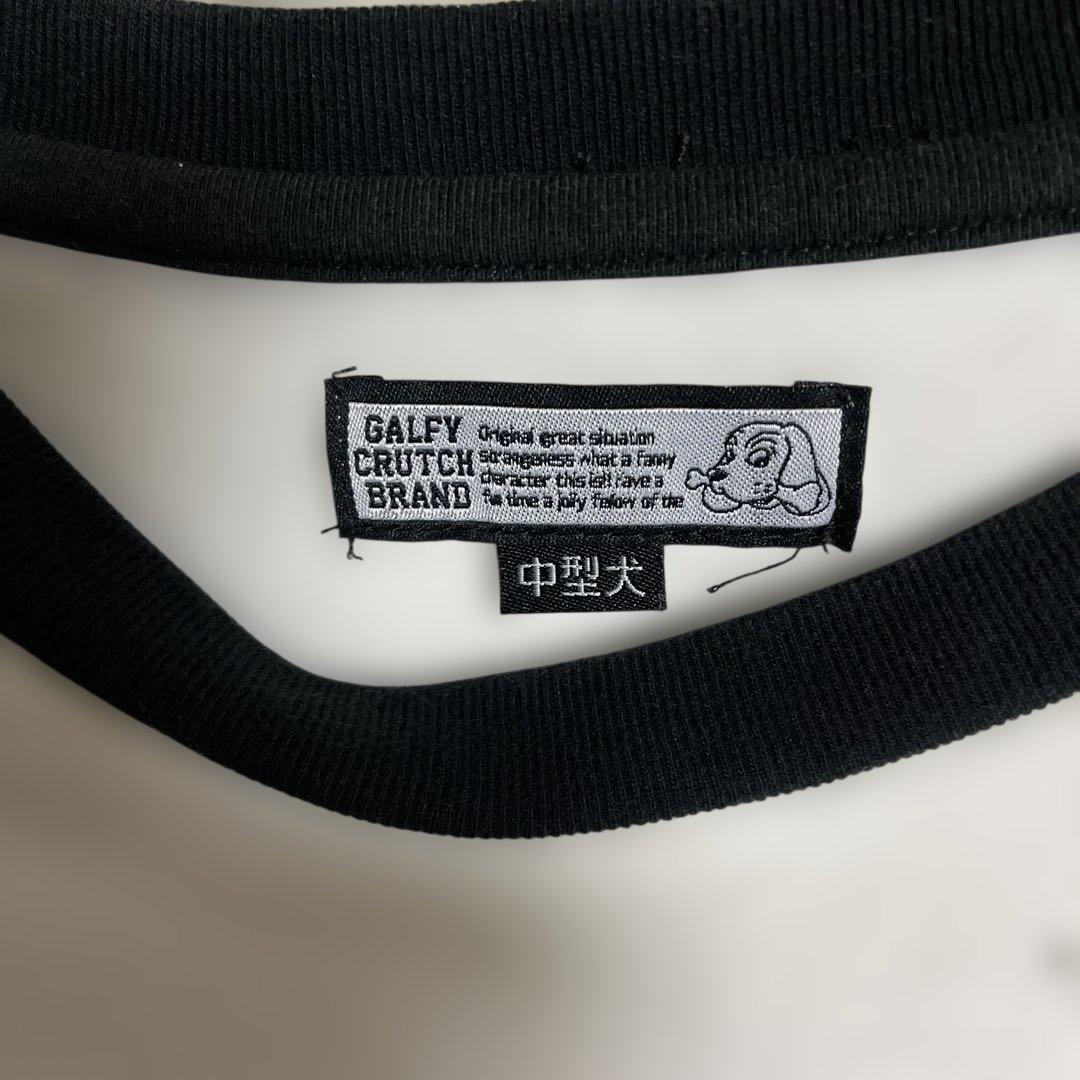 GALFY
CRUTCH
BRAND
Original great situation
strangeness what a fanny
character this is!! have a
fun time a jolly fellow of the
中型犬